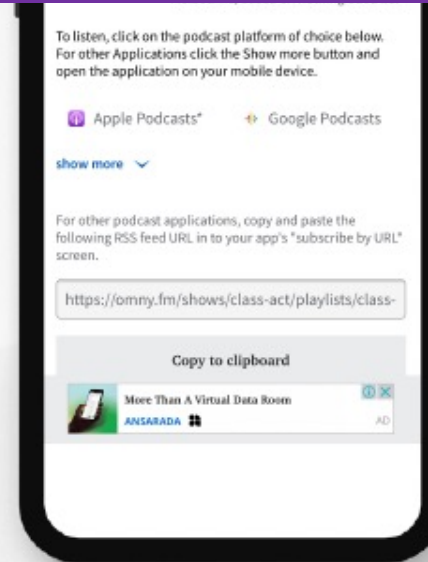 To listen, click on the podcast platform of choice below.
For other Applications click the Show more button and
open the application on your mobile device.
Apple Podcasts* Google Podcasts
show more
For other podcast applications, copy and paste the
following RSS feed URL in to your app's "subscribe by URL"
screen.
https://omny.fm/shows/class-act/playlists/class-
Copy to clipboard
More Than A Virtual Data Room
ANSARADA
AD